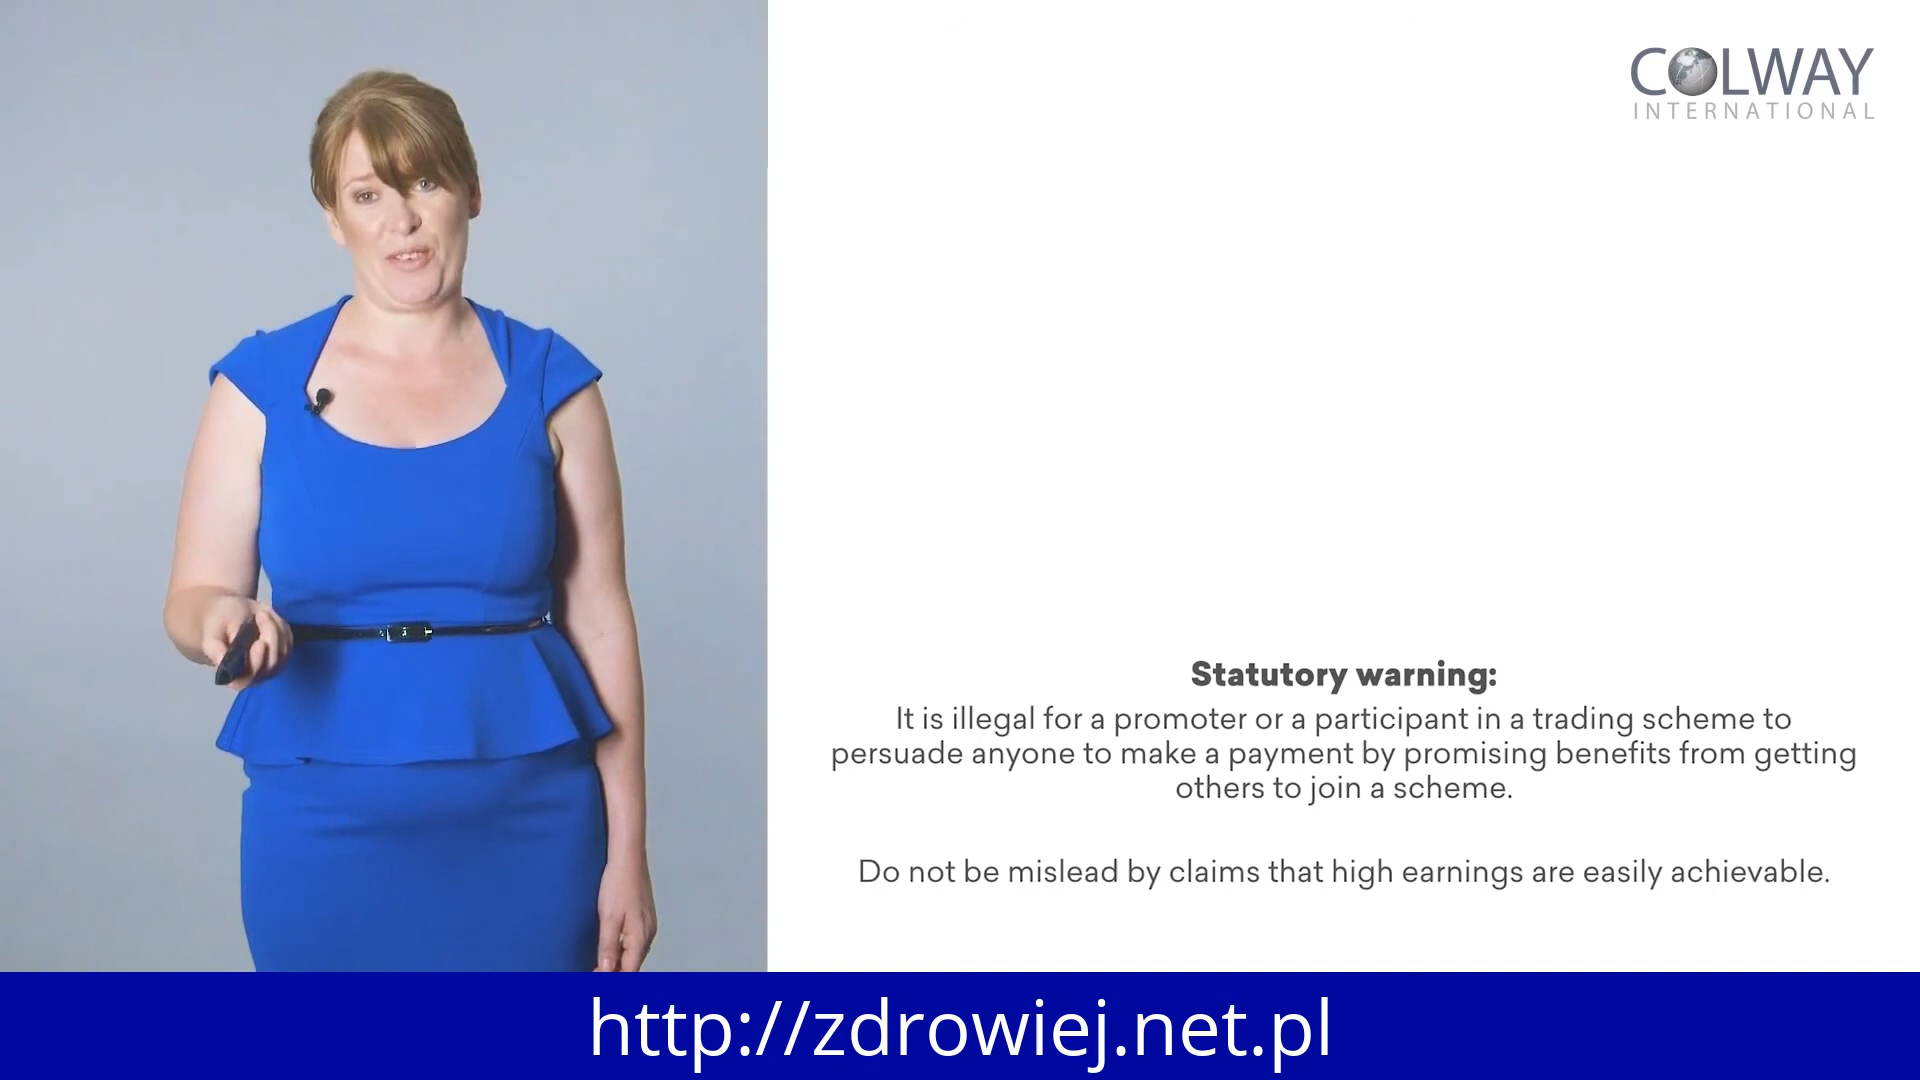 COLWAY
INTERNATIONAL
Statutory warning:
It is illegal for a promoter or a participant in a trading scheme to
persuade anyone to make a payment by promising benefits from getting
others to join a scheme.
Do not be mislead by claims that high earnings are easily achievable.
http://zdrowiej.net.pl